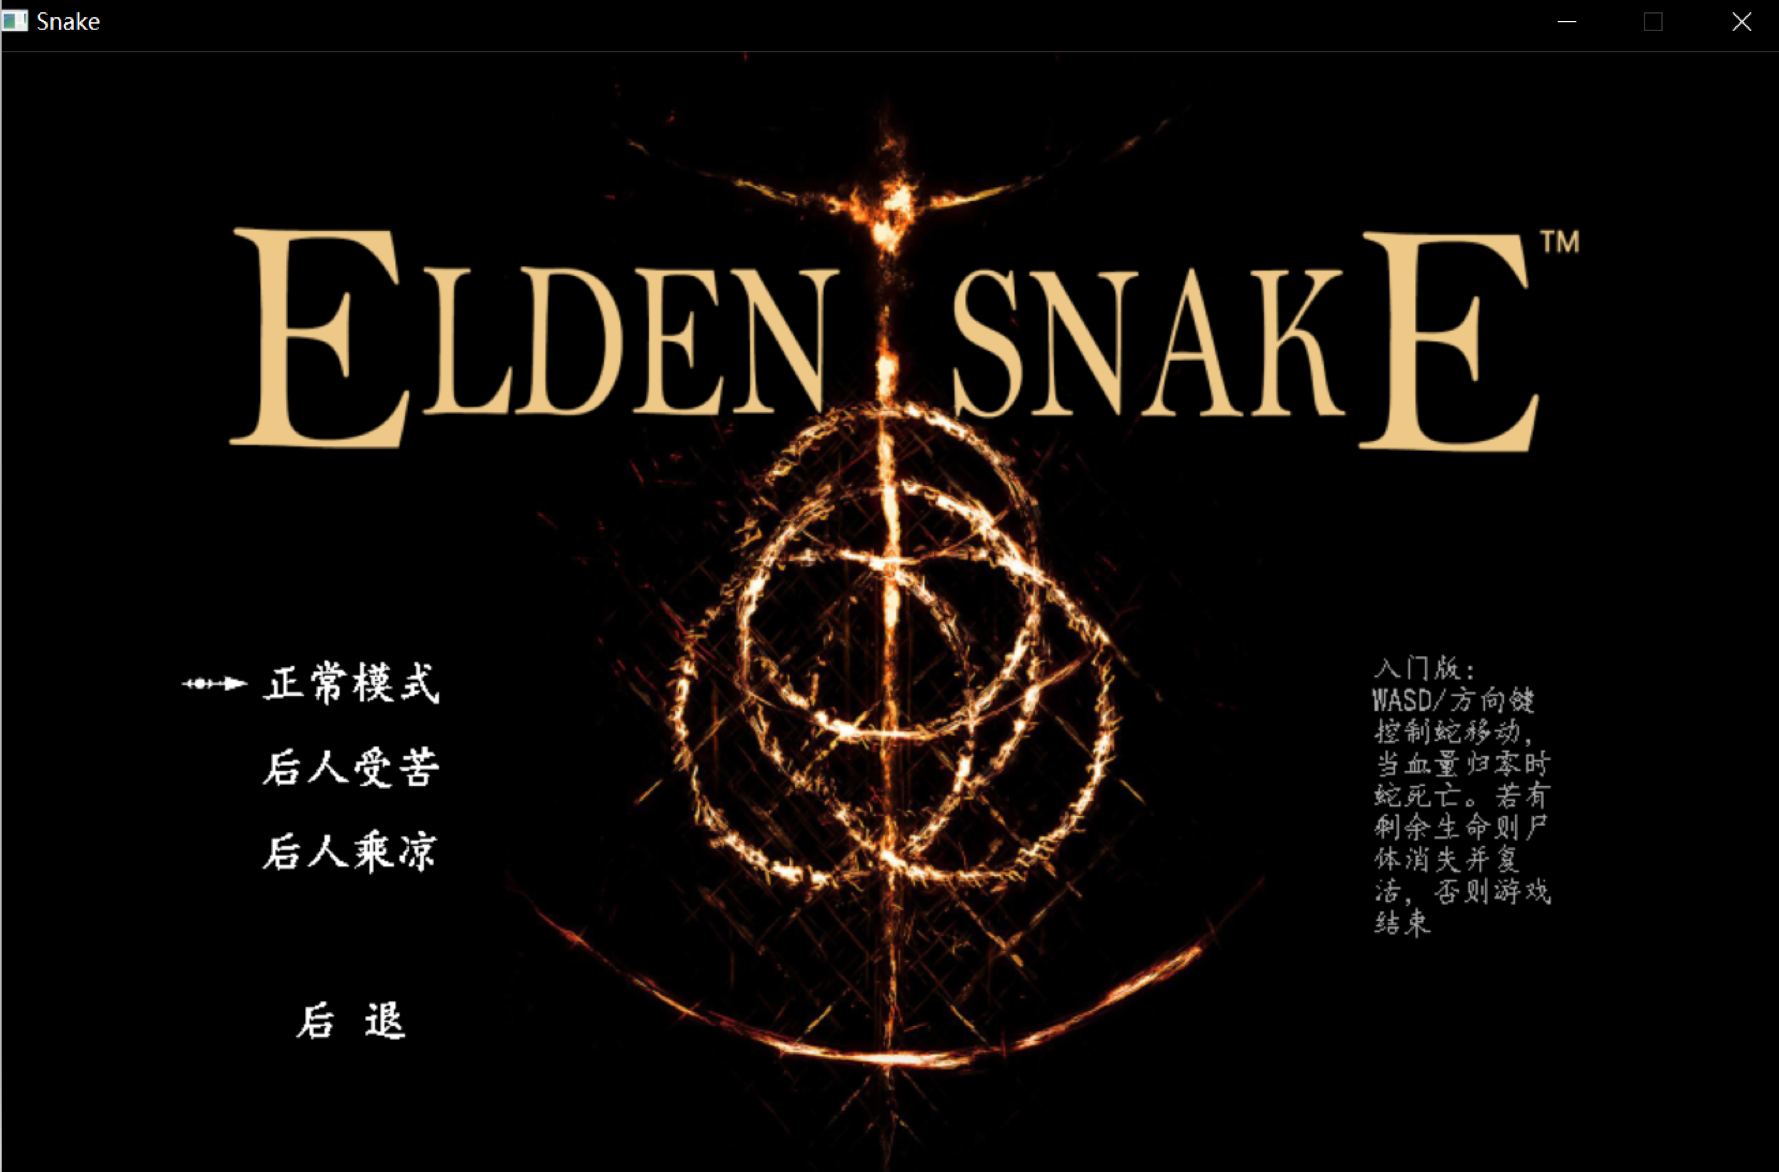 Snake
ELDEN SNAKE™
正常模式
后人受苦
后人乘凉
后 退
入门版：
WASD/方向键
控制蛇移动，
当血量归零时
蛇死亡。若有
剩余生命则尸
体消失并复
活，否则游戏
结束